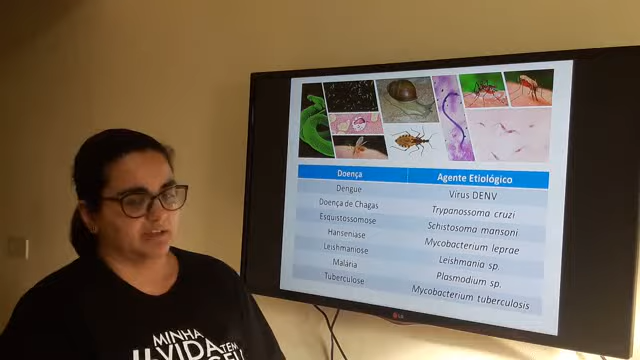 Doença Agente Etiológico
Dengue Vírus DENV
Doença de Chagas Trypanossoma cruzi
Esquistossomose Schistosoma mansoni
Hanseníase Mycobacterium leprae
Leishmaniose Leishmania sp.
Malária Plasmodium sp.
Tuberculose Mycobacterium tuberculosis
LG
MINHA
VIDA TEM